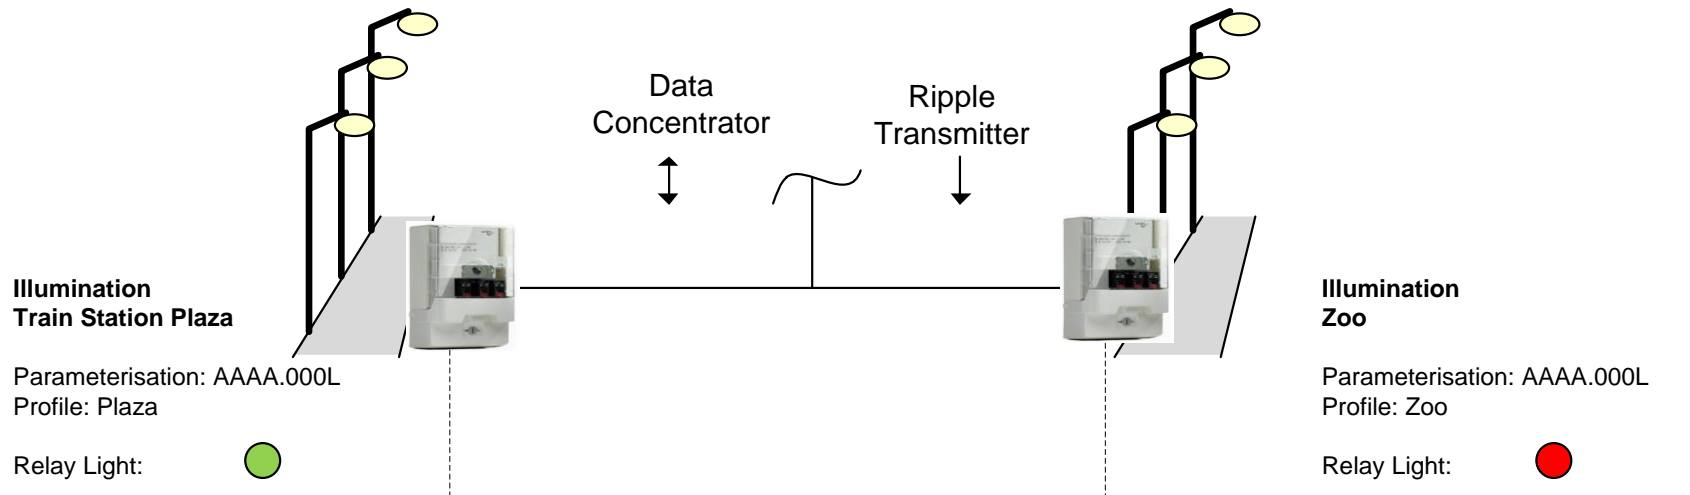 Data
Concentrator
Ripple
Transmitter
Illumination
Train Station Plaza
Parameterisation: AAAA.000L
Profile: Plaza
Relay Light:
Illumination
Zoo
Parameterisation: AAAA.000L
Profile: Zoo
Relay Light: